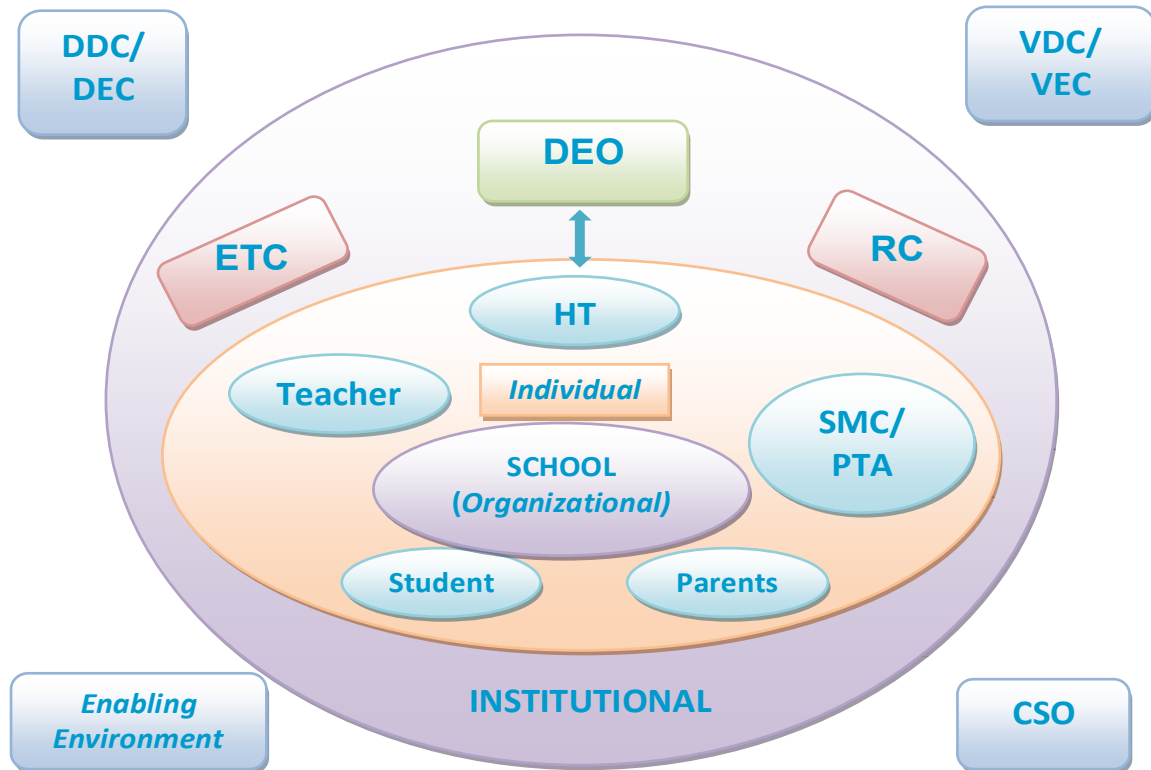 DDC/
DEC
VDC/
VEC
DEO
ETC
RC
HT
Teacher
Individual
SMC/
PTA
SCHOOL
(Organizational)
Student
Parents
INSTITUTIONAL
Enabling
Environment
CSO